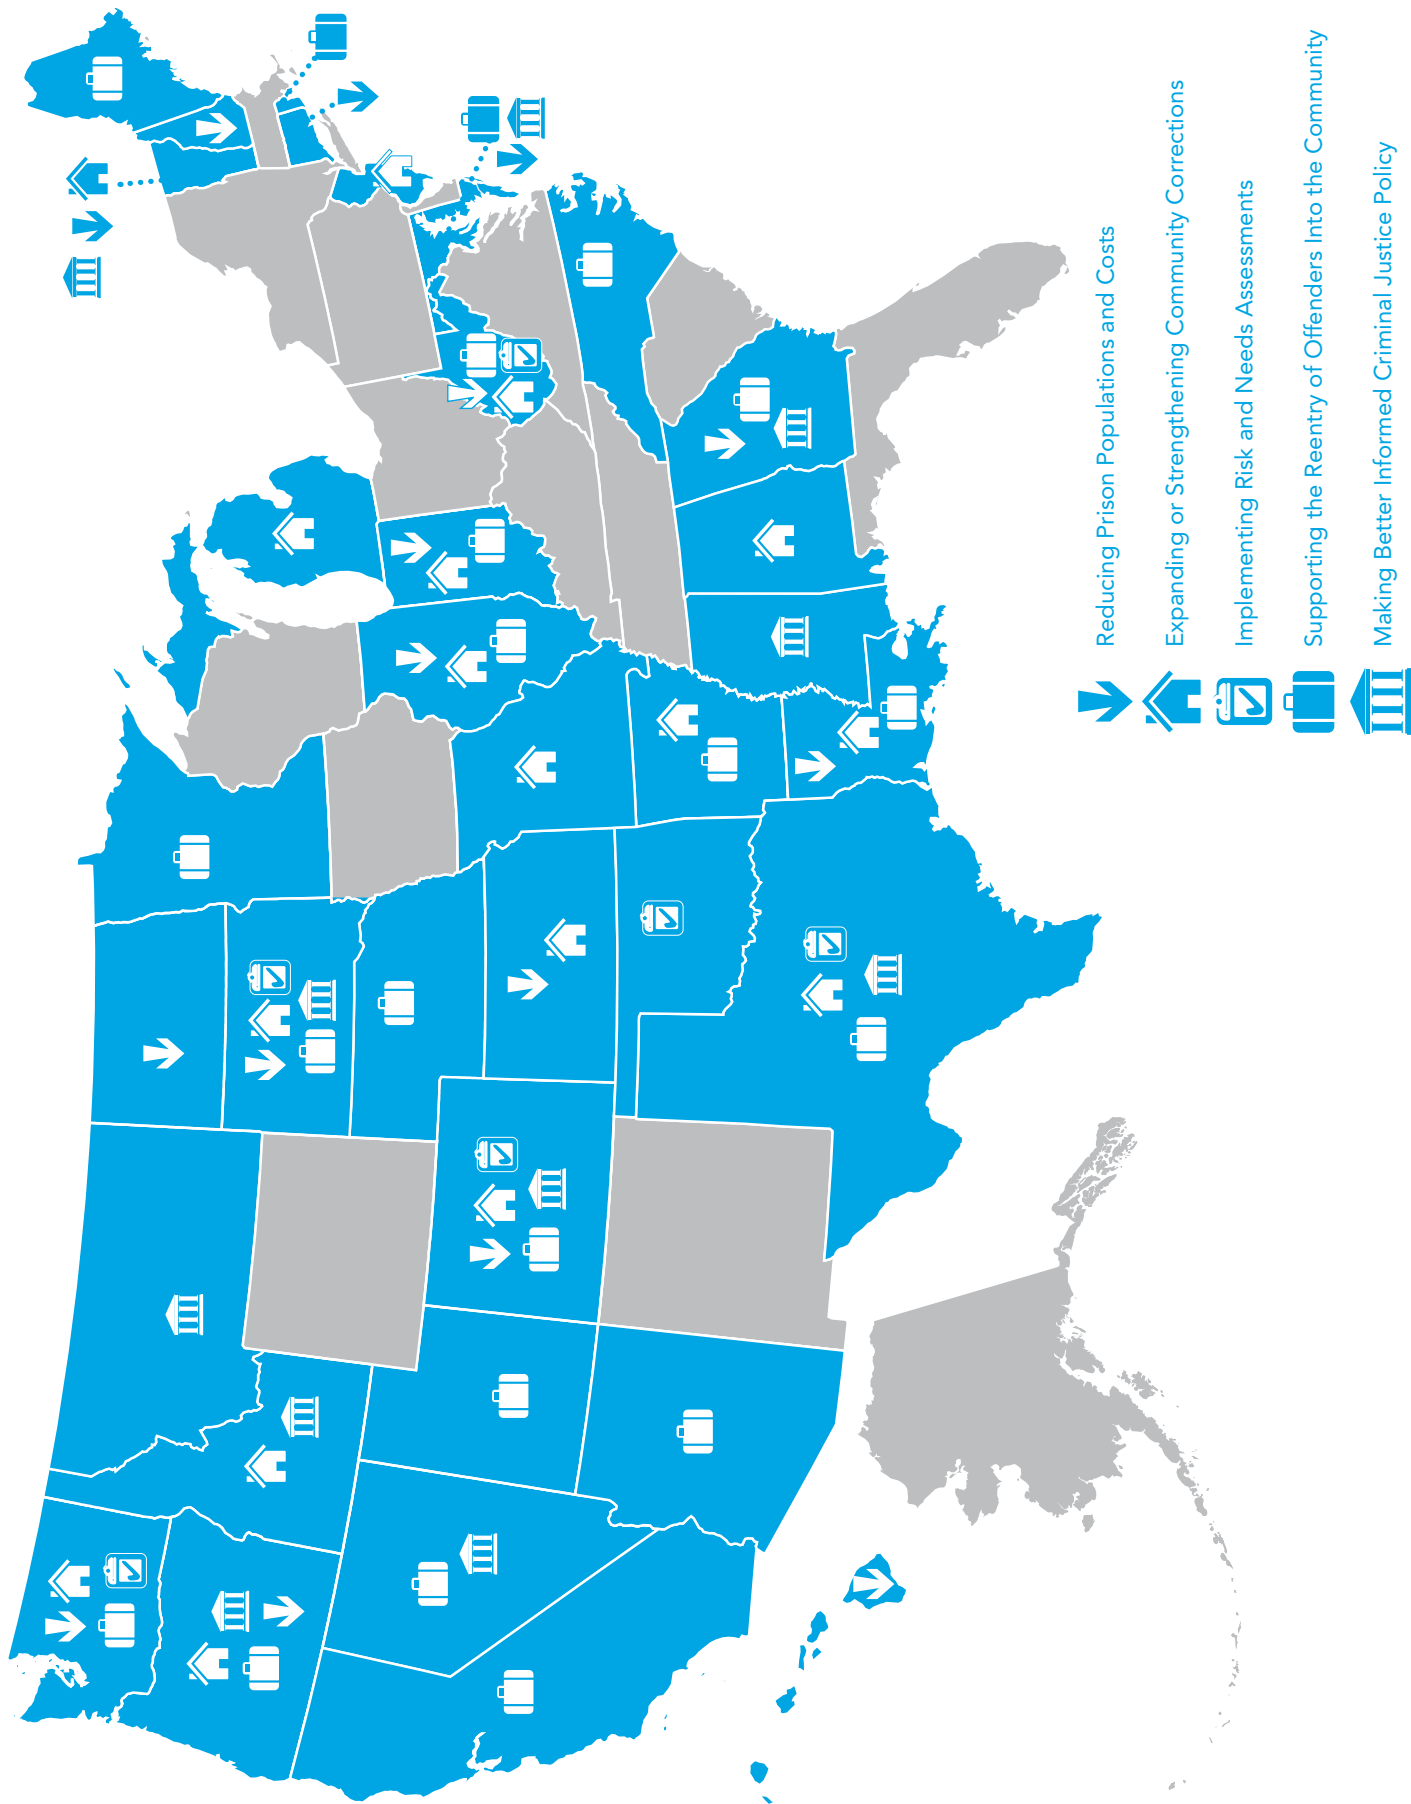 Reducing Prison Populations and Costs
Expanding or Strengthening Community Corrections
Implementing Risk and Needs Assessments
Supporting the Reentry of Offenders Into the Community
Making Better Informed Criminal Justice Policy